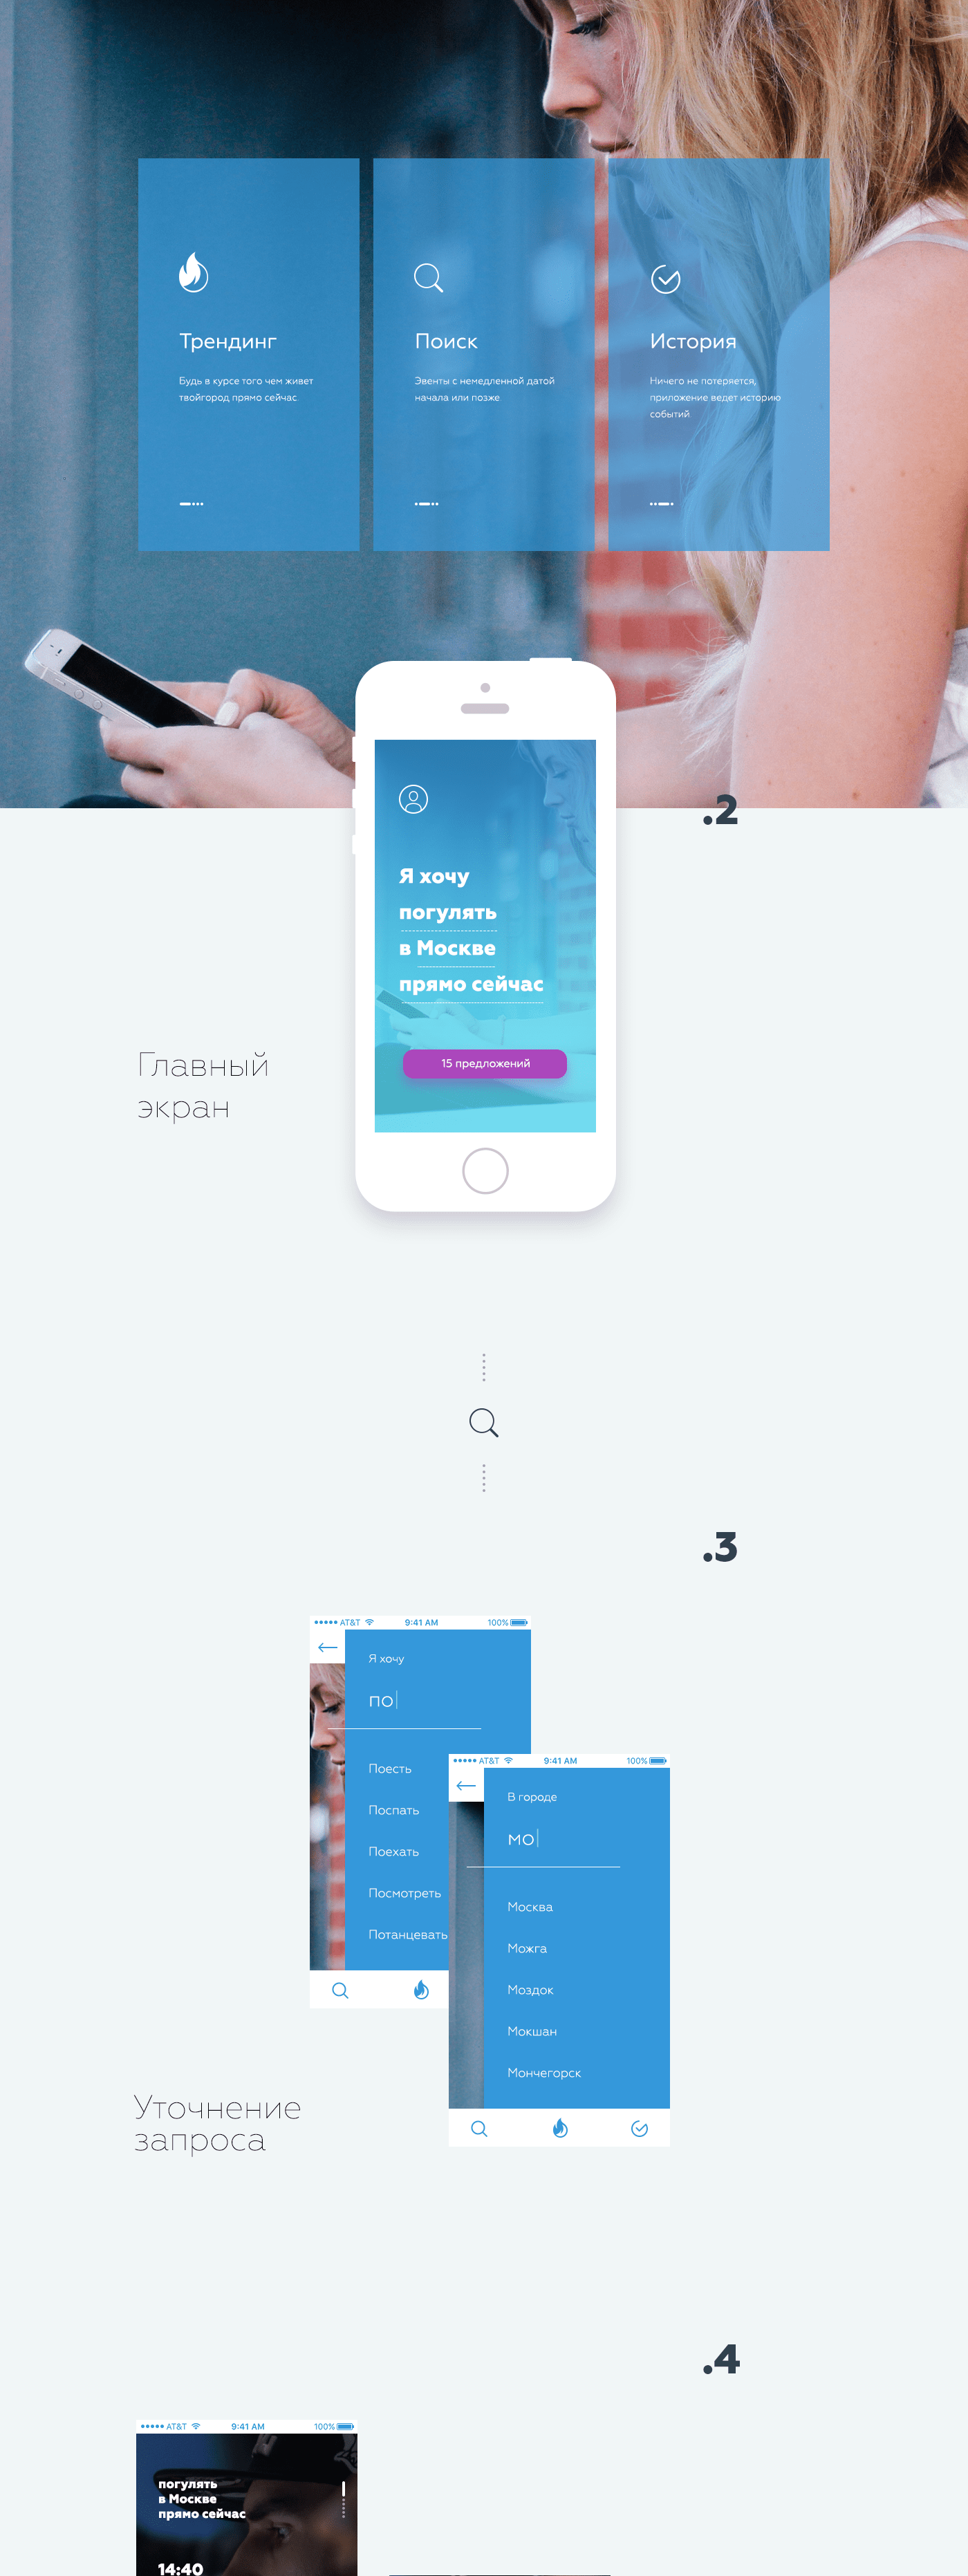 Трендинг
Будь в курсе того чем живет
твойгород прямо сейчас.
Поиск
Эвенты с немедленной датой
начала или позже
История
Ничего не потеряется,
приложение ведет историю
событий
.2
Я хочу
погулять
в Москве
прямо сейчас
15 предложений
Главный
экран
.3
AT&T 9:41 AM 100%
Я хочу
по
Поесть
Поспать
Поехать
Посмотреть
Потанцевать
AT&T 9:41 AM 100%
В городе
мо
Москва
Можга
Моздок
Мокшан
Мончегорск
Уточнение
запроса
.4
AT&T 9:41 AM 100%
погулять
в Москве
прямо сейчас
14:40